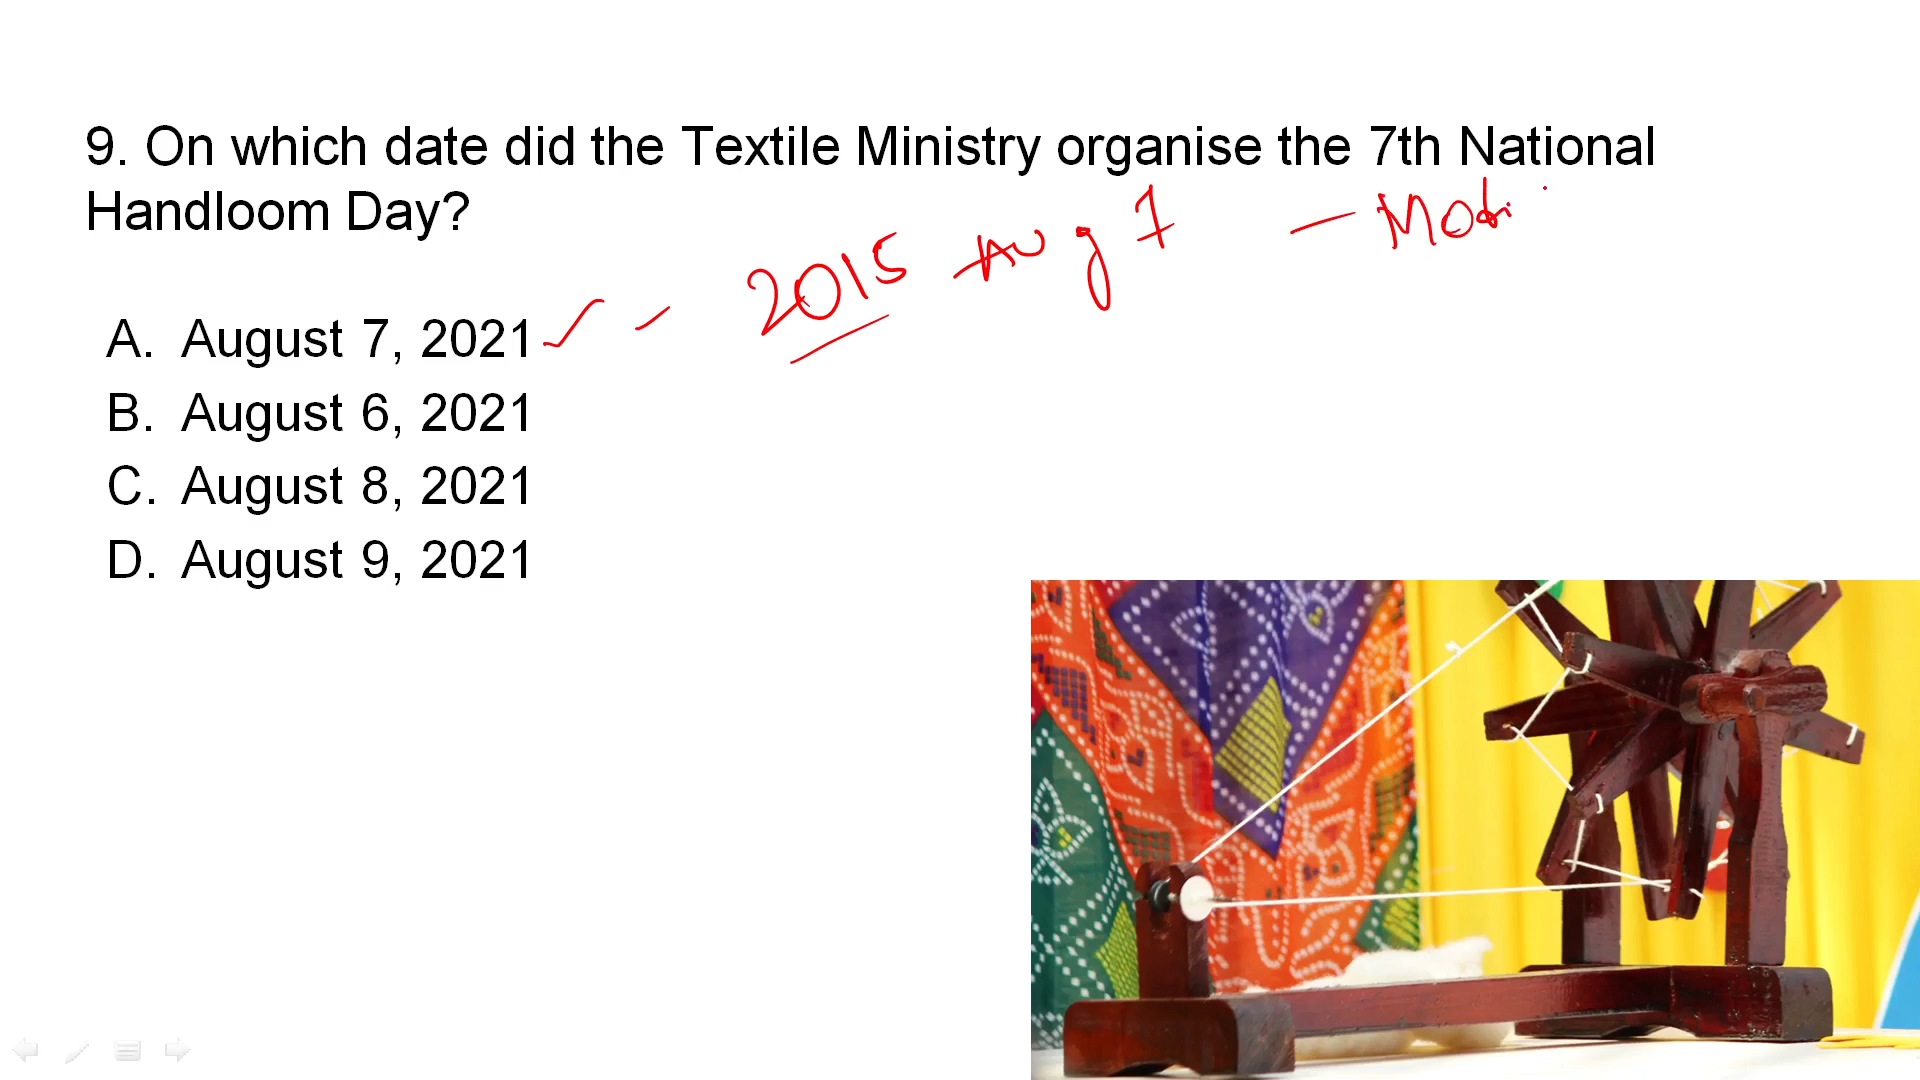 9. On which date did the Textile Ministry organise the 7th National
Handloom Day?
2015 Aug 7 - Modi
A. August 7, 2021
B. August 6, 2021
C. August 8, 2021
D. August 9, 2021